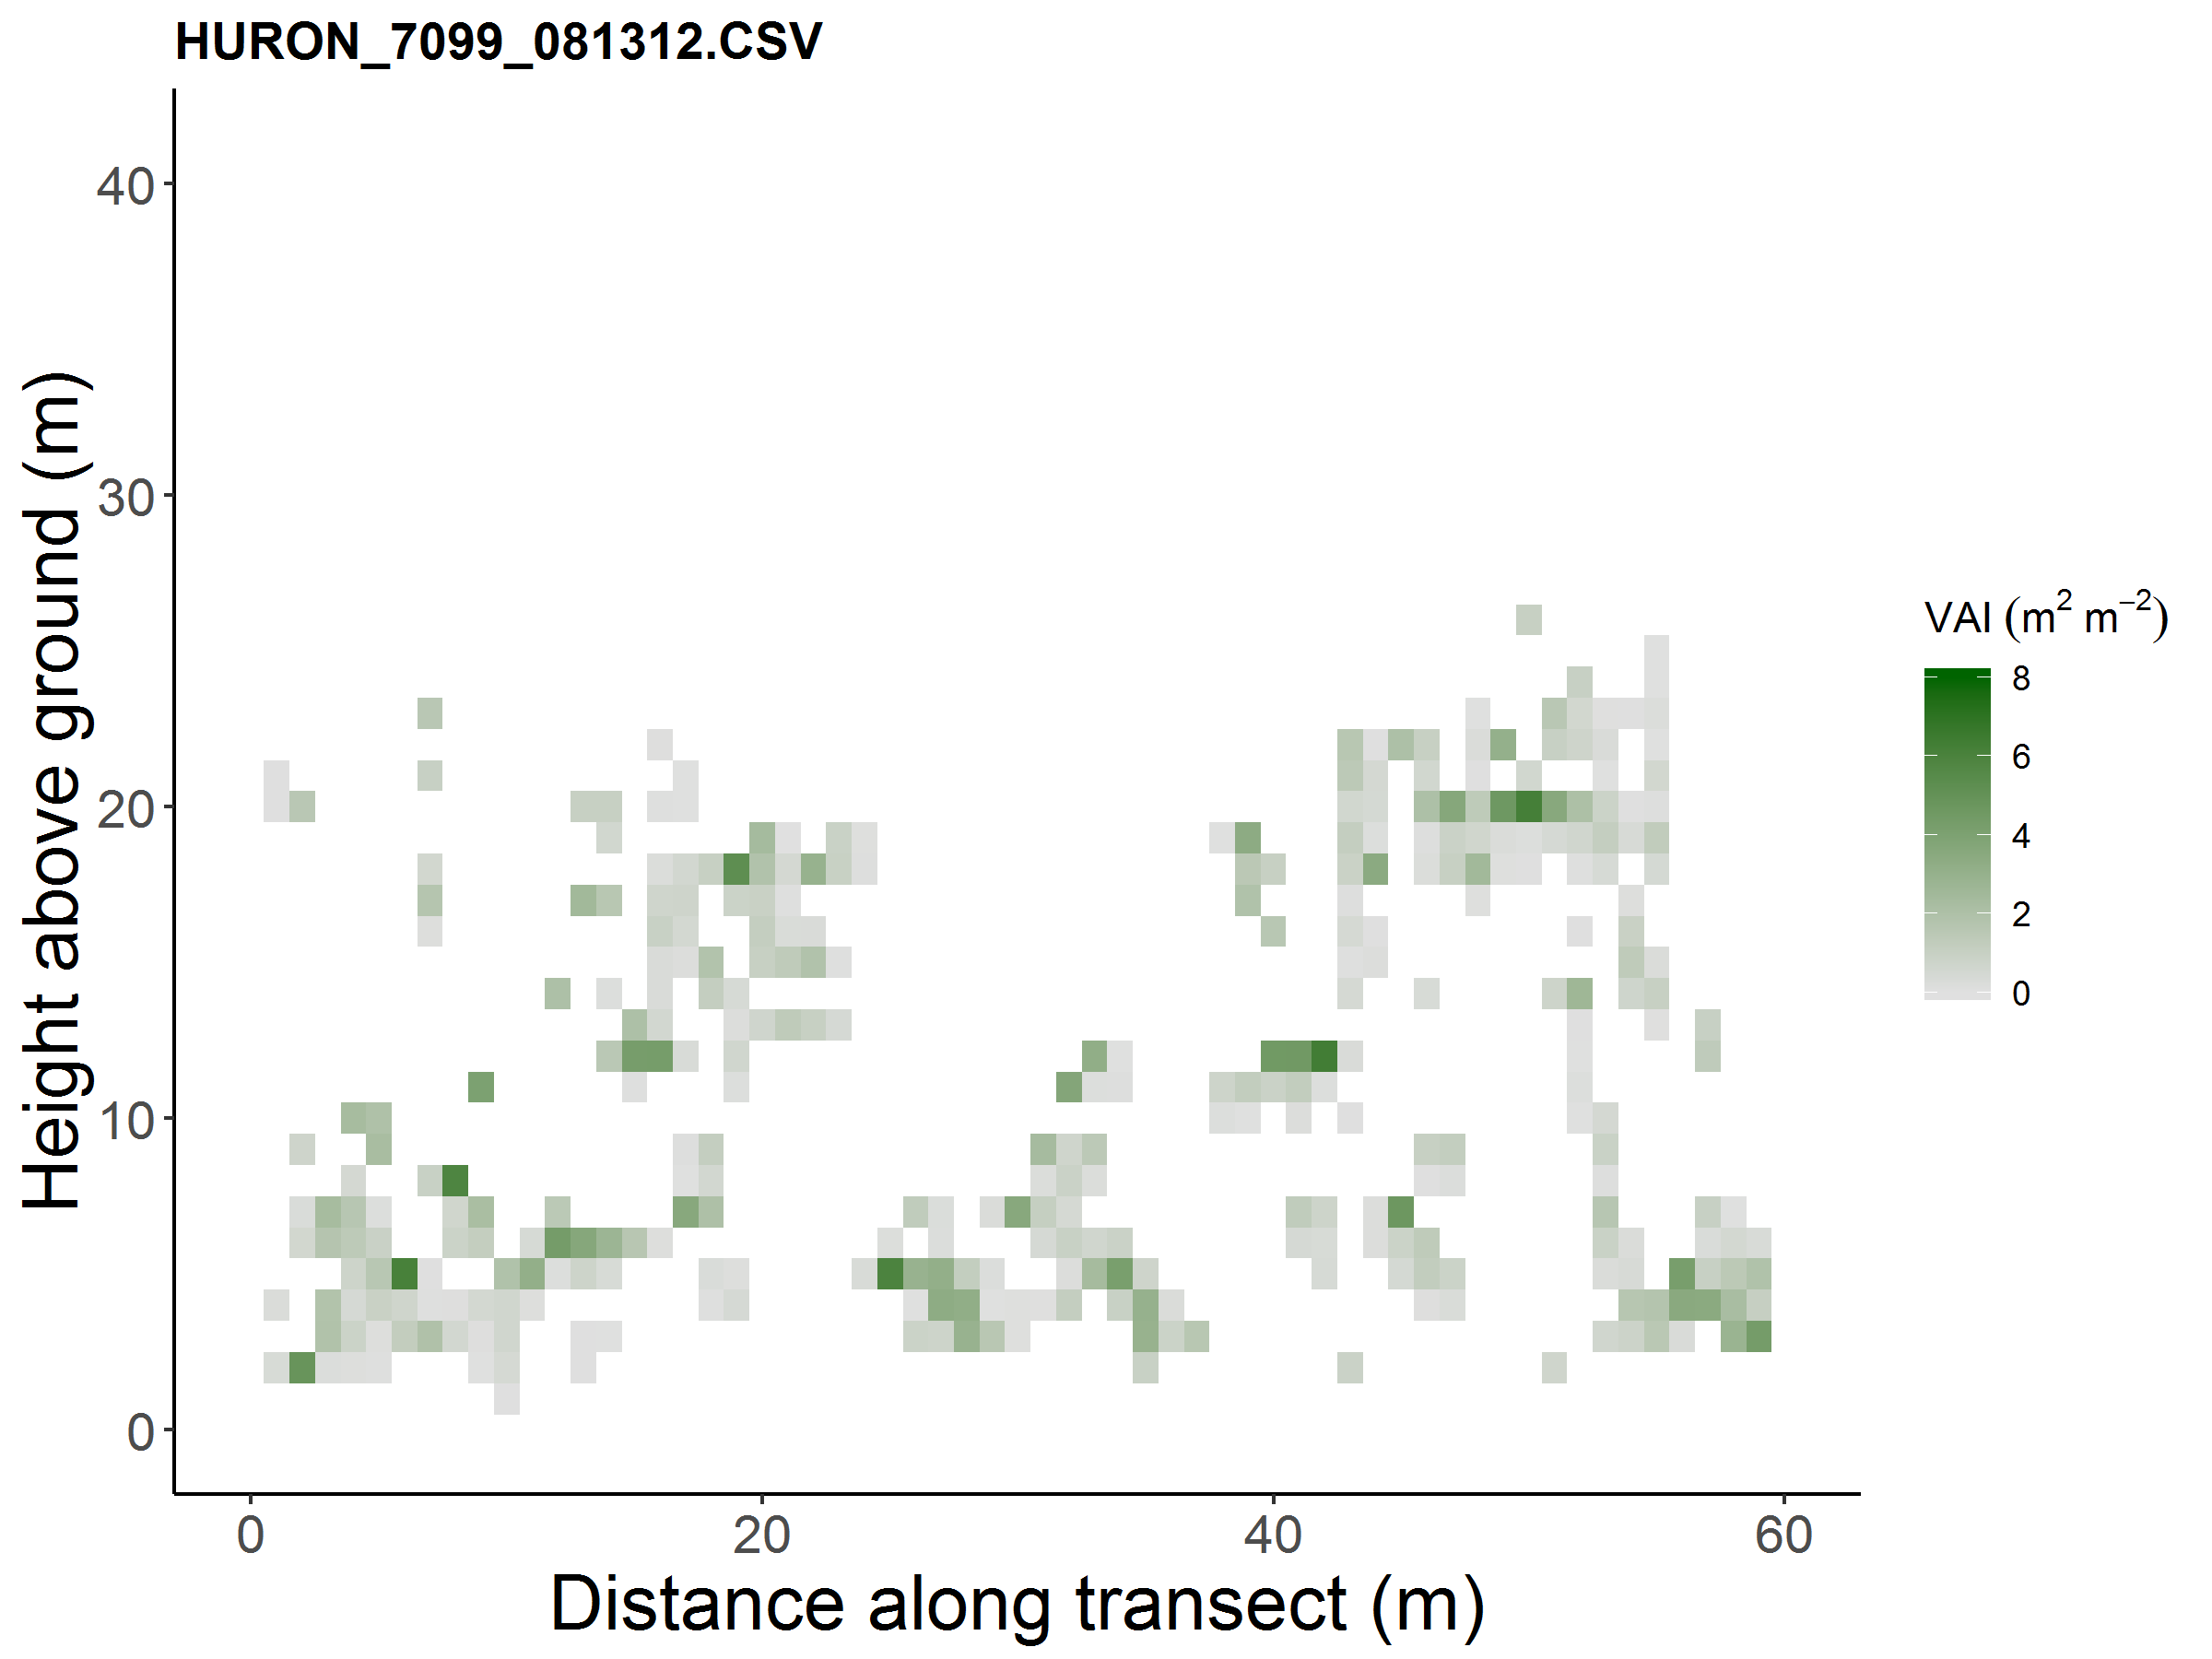 HURON_7099_081312.CSV
40
30
20
10
0
Height above ground (m)
0 20 40 60
Distance along transect (m)
VAI (m² m⁻²)
8
6
4
2
0